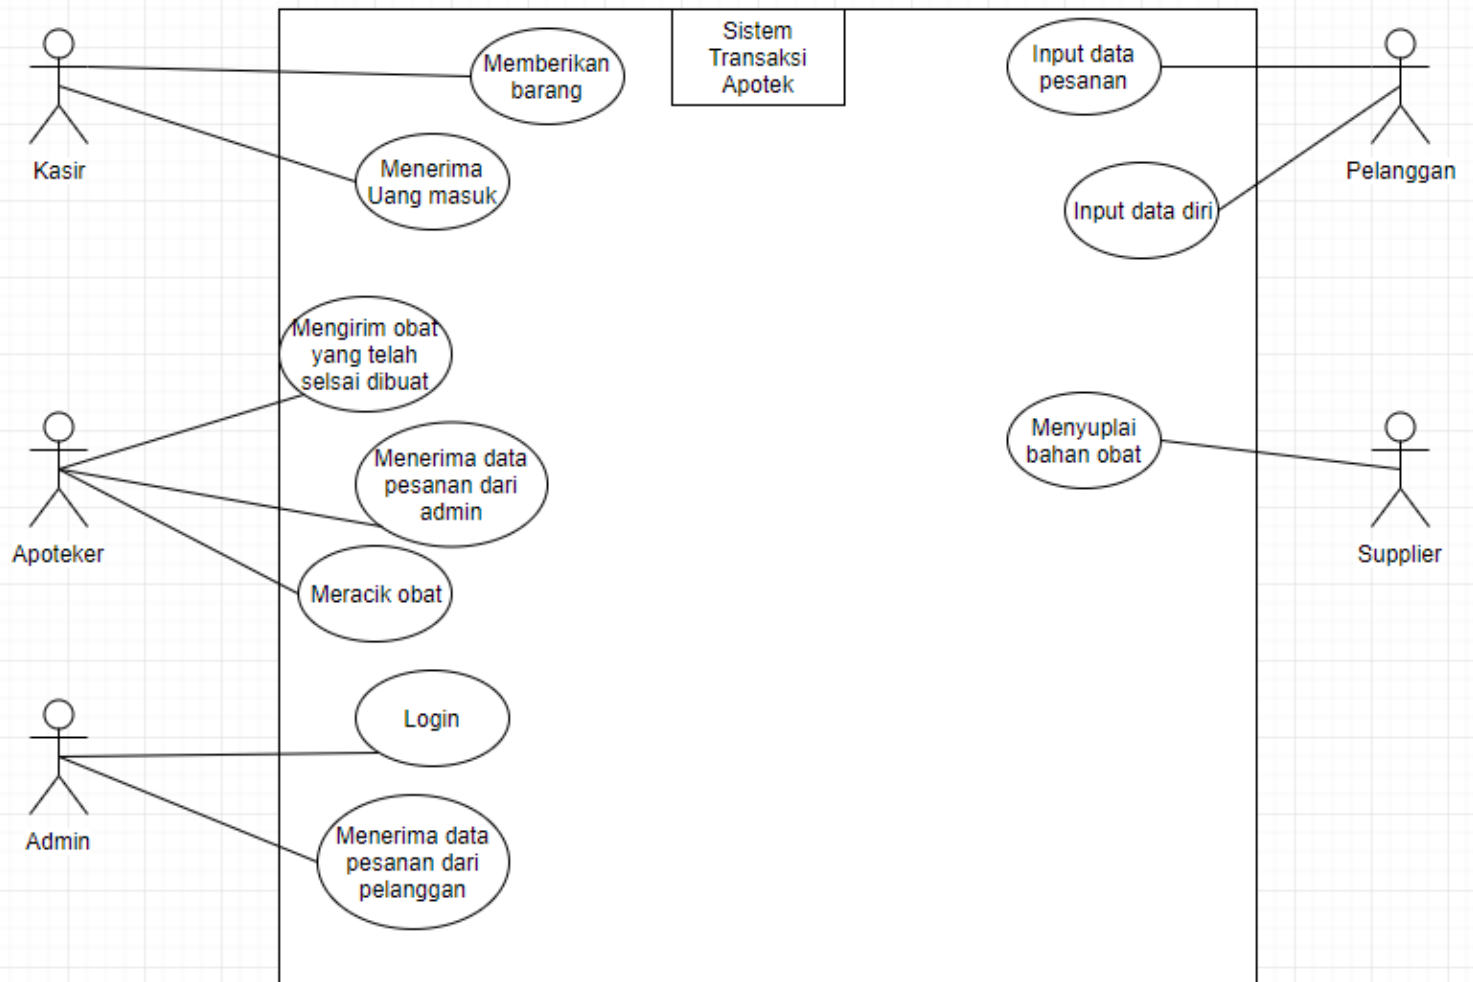 Sistem
Transaksi
Apotek
Kasir
Memberikan
barang
Menerima
Uang masuk
Input data
pesanan
Input data diri
Pelanggan
Mengirim obat
yang telah
selsai dibuat
Menerima data
pesanan dari
admin
Meracik obat
Apoteker
Menyuplai
bahan obat
Supplier
Login
Menerima data
pesanan dari
pelanggan
Admin